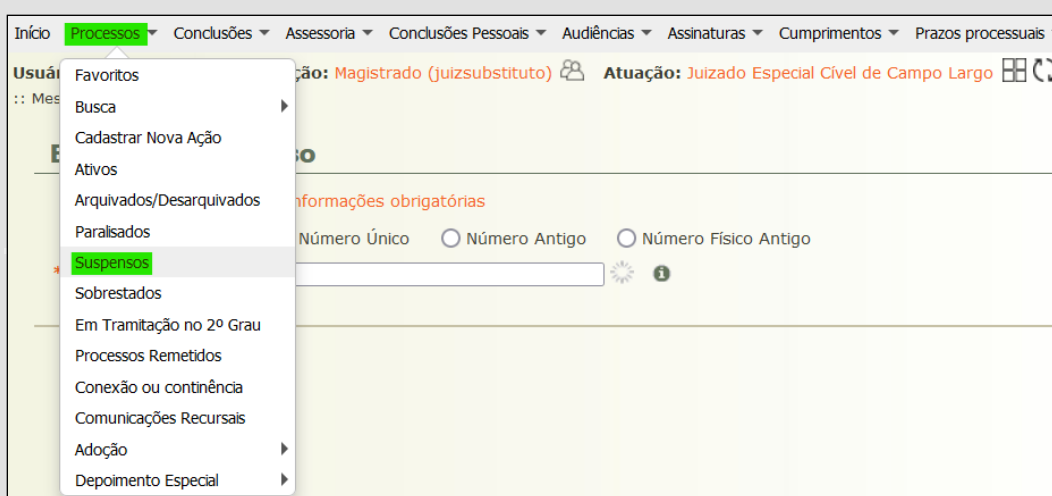 Início Processos Conclusões Assessoria Conclusões Pessoais Audiências Assinaturas Cumprimentos Prazos processuais
Usuá ção: Magistrado (juizsubstituto) Atuação: Juizado Especial Cível de Campo Largo
:: Mes
Favoritos
Busca
Cadastrar Nova Ação
Ativos
Arquivados/Desarquivados
Paralisados
Suspensos
Sobrestados
Em Tramitação no 2º Grau
Processos Remetidos
Conexão ou continência
Comunicações Recursais
Adoção
Depoimento Especial
so
nformações obrigatórias
Número Único Número Antigo Número Físico Antigo
*